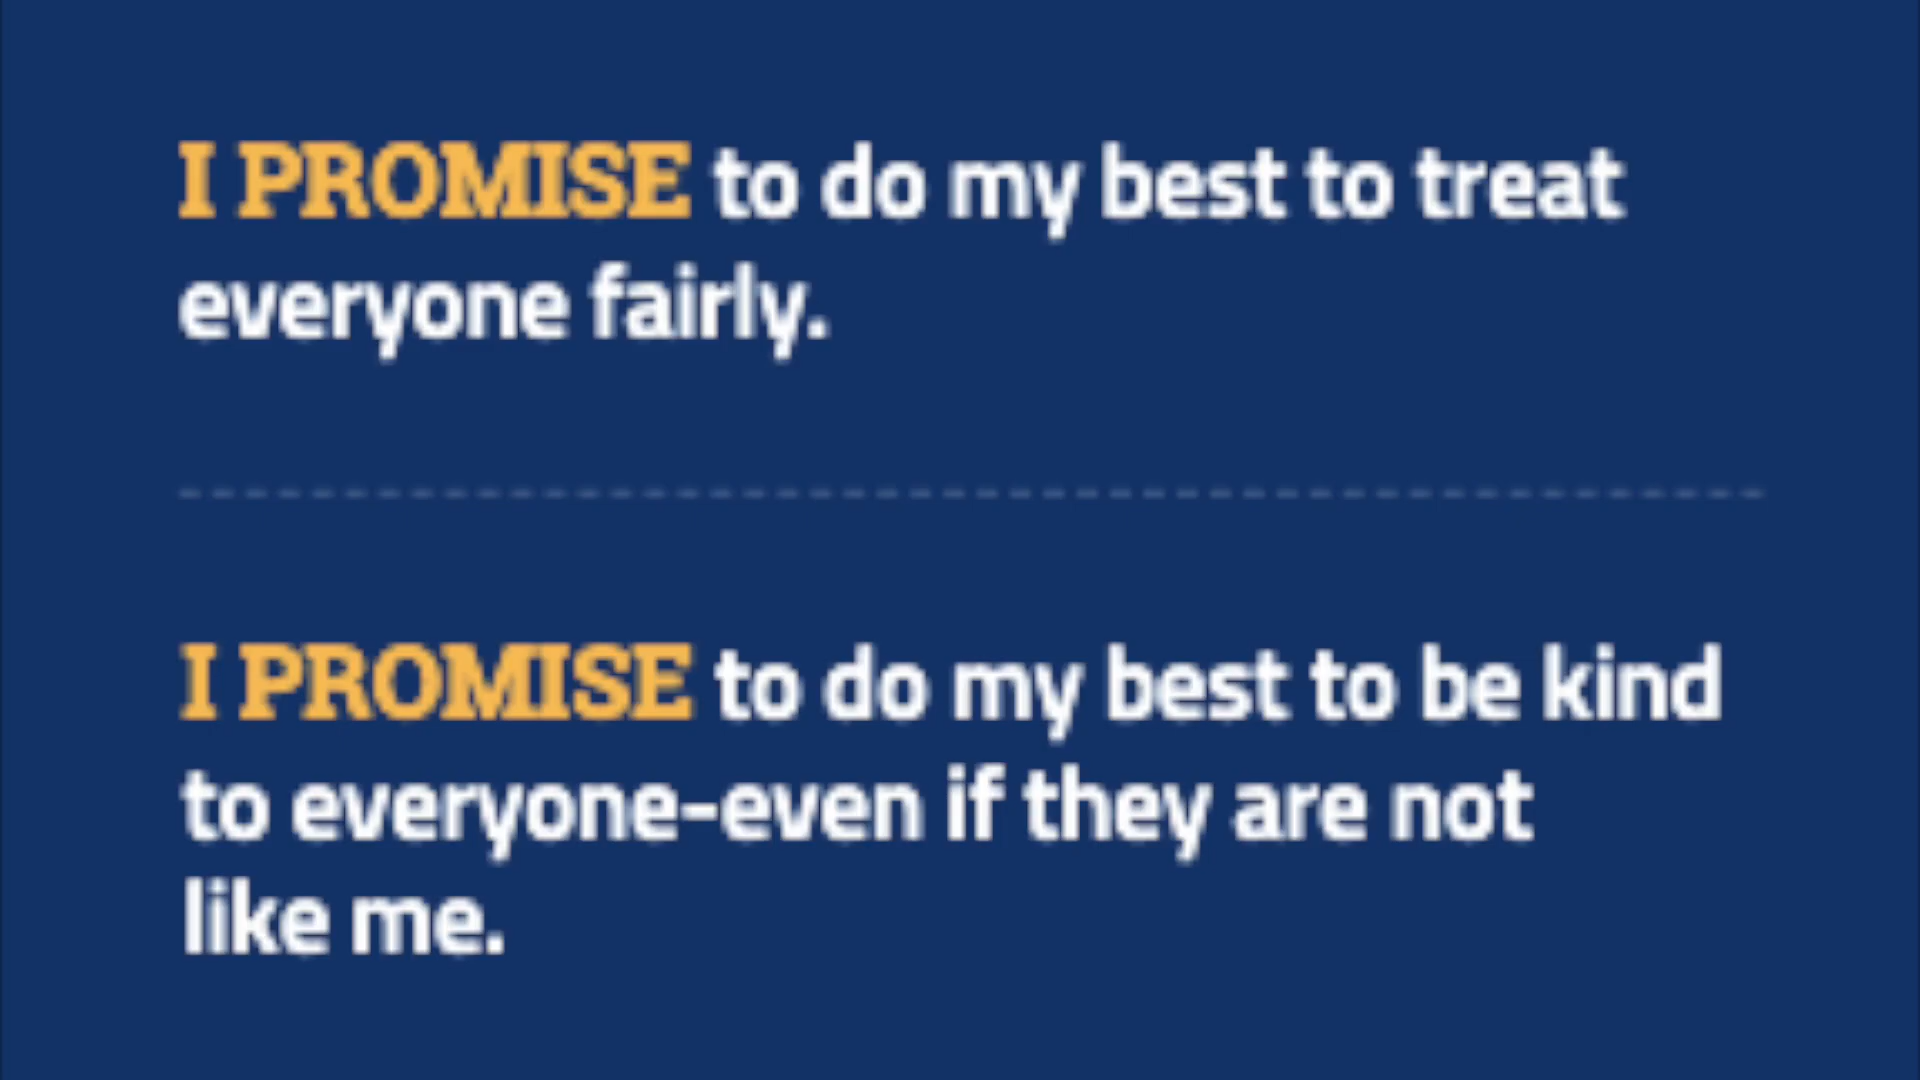 I PROMISE to do my best to treat
everyone fairly.
I PROMISE to do my best to be kind
to everyone-even if they are not
like me.